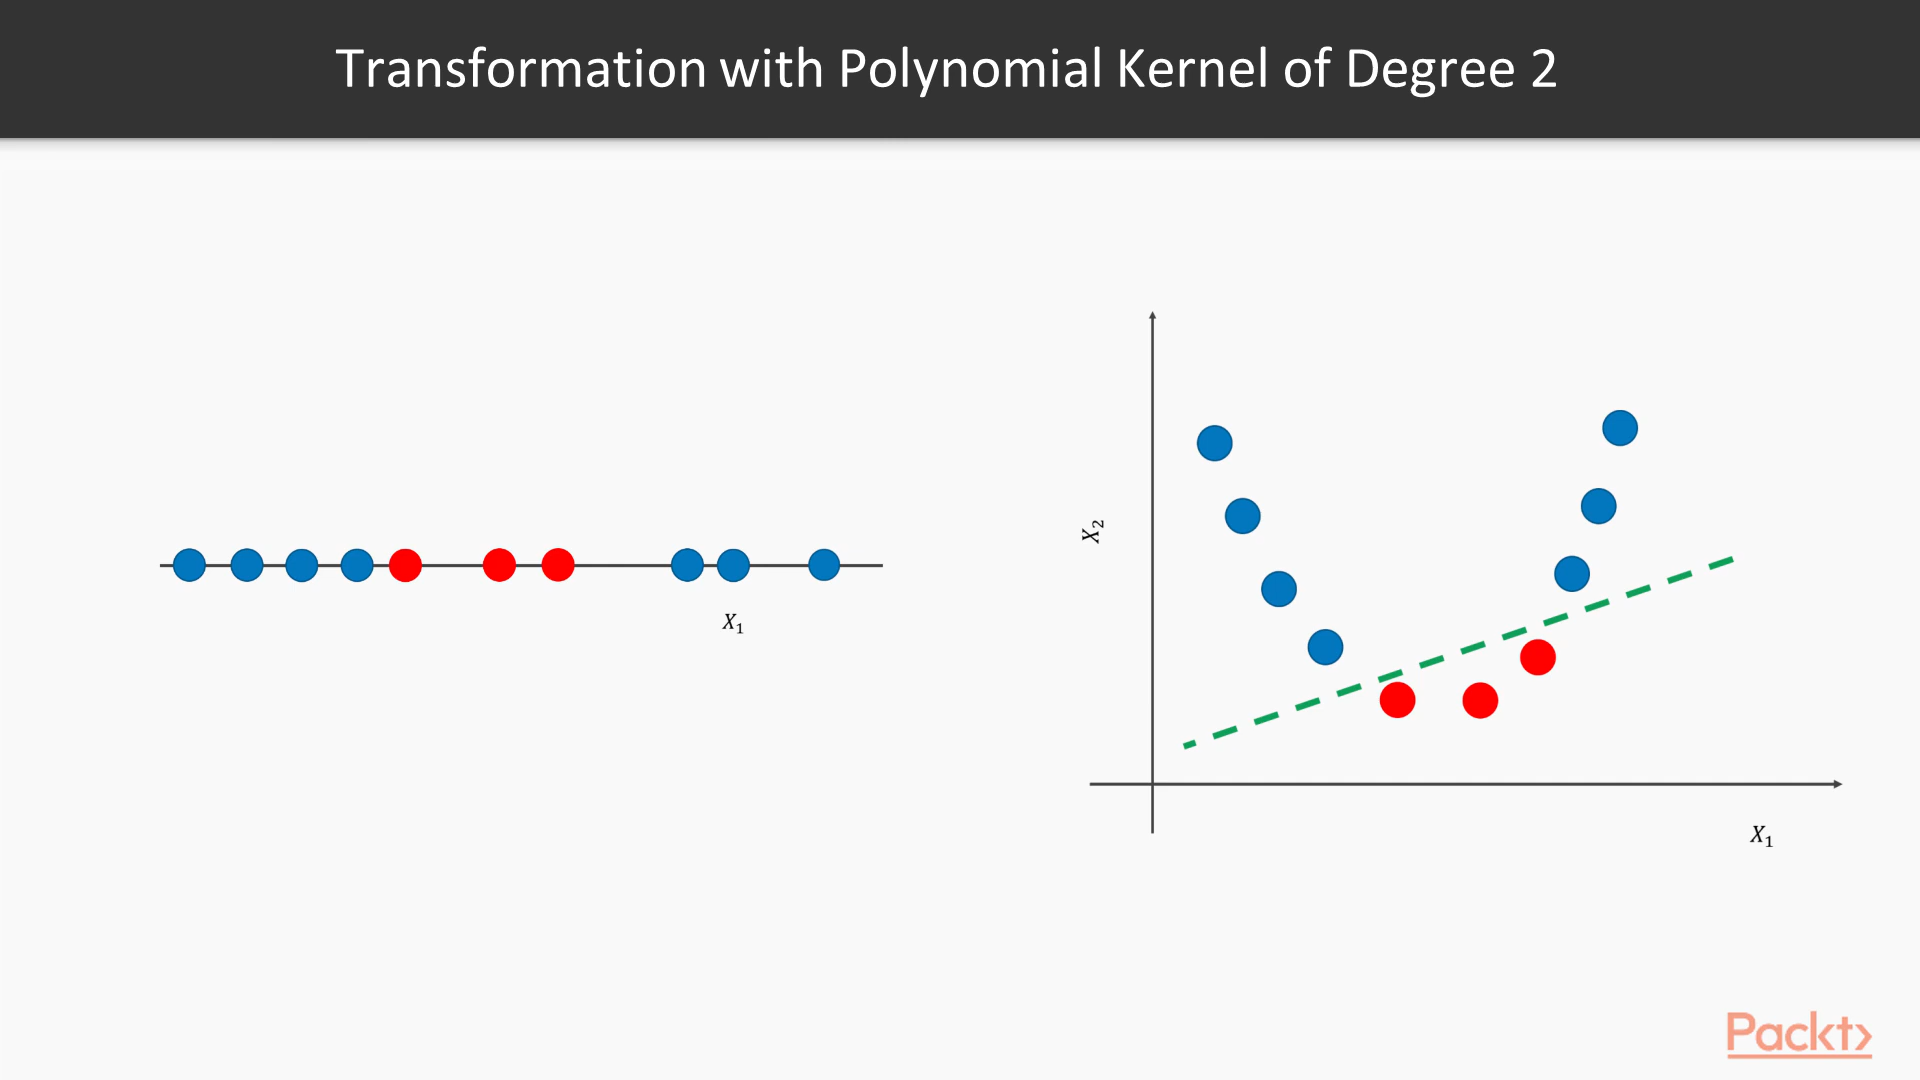 Transformation with Polynomial Kernel of Degree 2
X₁
X₂
X₁
Packt>